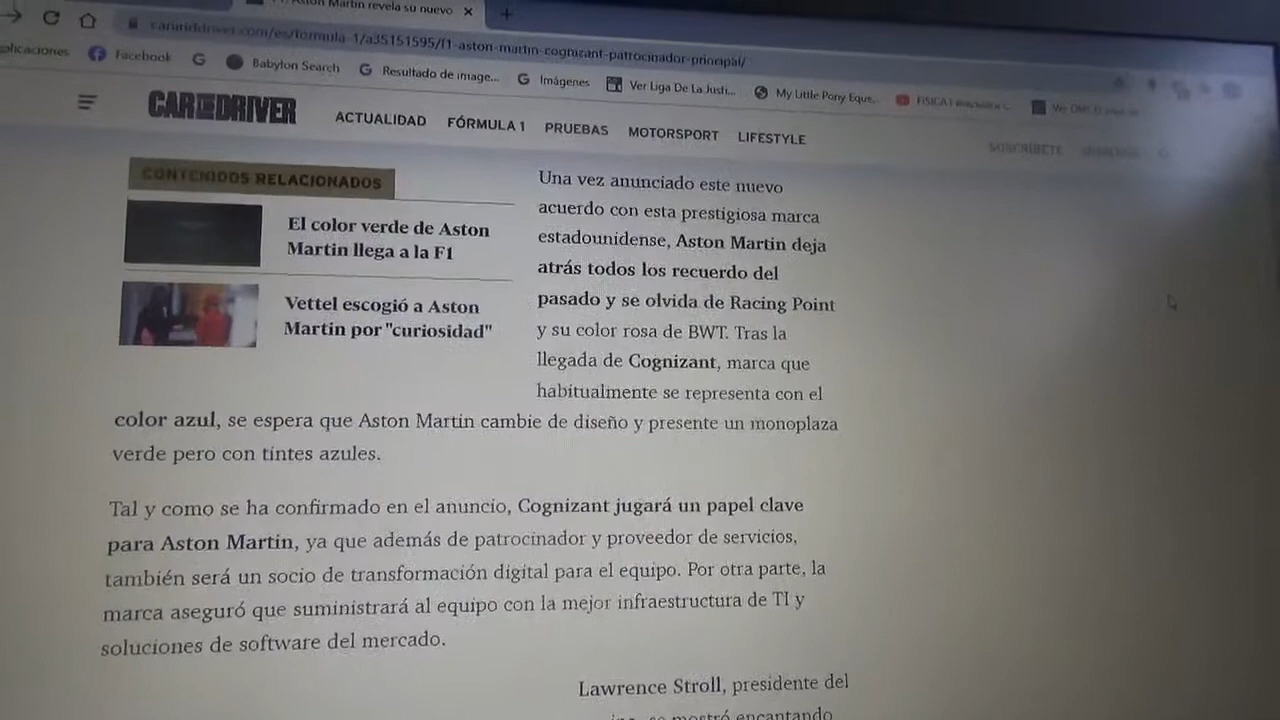 Aston Martin revela su nuevo
caranddriver.com/es/formula-1/a35151595/f1-aston-martin-cognizant-patrocinador-principal/
Facebook
Babylon Search
Resultado de image...
Imágenes
Ver Liga De La Justi...
My Little Pony Eque...
CAR AND DRIVER
ACTUALIDAD FÓRMULA 1 PRUEBAS MOTORSPORT LIFESTYLE
SUSCRÍBETE
CONTENIDOS RELACIONADOS
El color verde de Aston
Martin llega a la F1
Vettel escogió a Aston
Martin por "curiosidad"
Una vez anunciado este nuevo
acuerdo con esta prestigiosa marca
estadounidense, Aston Martin deja
atrás todos los recuerdo del
pasado y se olvida de Racing Point
y su color rosa de BWT. Tras la
llegada de Cognizant, marca que
habitualmente se representa con el
color azul, se espera que Aston Martin cambie de diseño y presente un monoplaza
verde pero con tintes azules.
Tal y como se ha confirmado en el anuncio, Cognizant jugará un papel clave
para Aston Martin, ya que además de patrocinador y proveedor de servicios,
también será un socio de transformación digital para el equipo. Por otra parte, la
marca aseguró que suministrará al equipo con la mejor infraestructura de TI y
soluciones de software del mercado.
Lawrence Stroll, presidente del
se mostró encantando